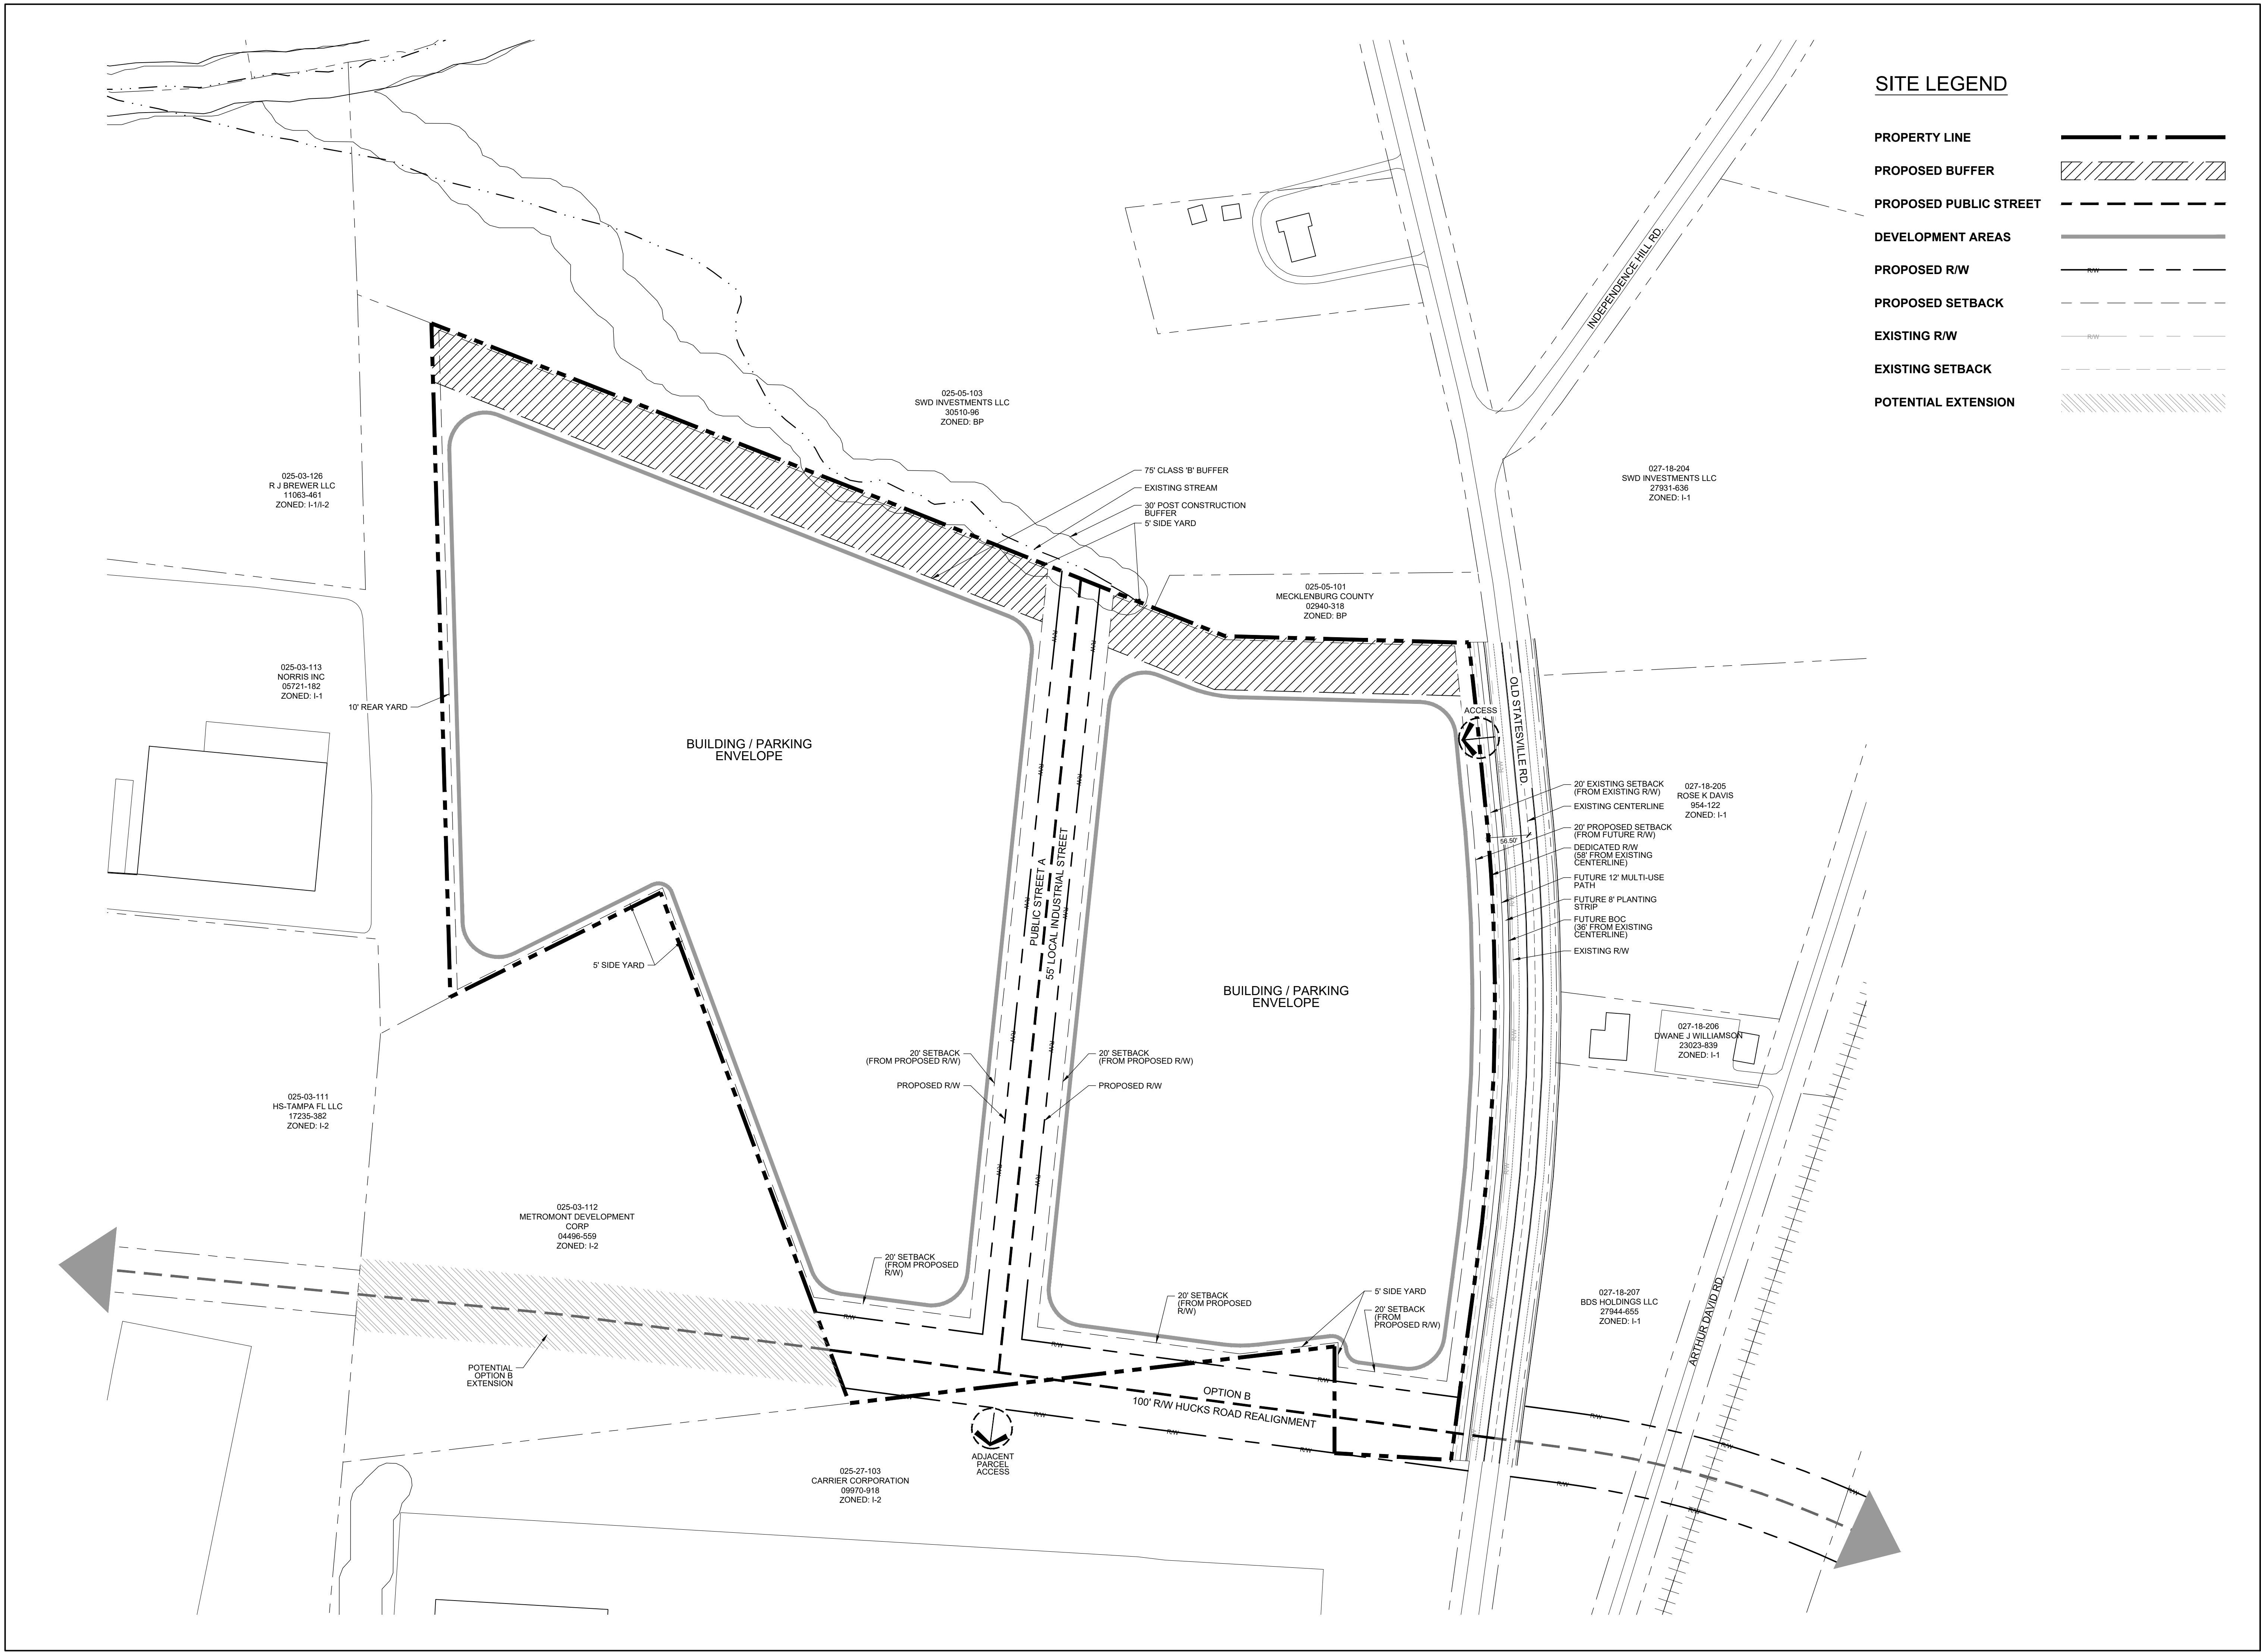 SITE LEGEND
PROPERTY LINE
PROPOSED BUFFER
PROPOSED PUBLIC STREET
DEVELOPMENT AREAS
PROPOSED R/W
R/W
PROPOSED SETBACK
EXISTING R/W
R/W
EXISTING SETBACK
POTENTIAL EXTENSION
INDEPENDENCE HILL RD.
025-05-103
SWD INVESTMENTS LLC
30510-96
ZONED: BP
025-03-126
R J BREWER LLC
11063-461
ZONED: I-1/I-2
75' CLASS 'B' BUFFER
EXISTING STREAM
30' POST CONSTRUCTION
BUFFER
5' SIDE YARD
027-18-204
SWD INVESTMENTS LLC
27931-636
ZONED: I-1
025-05-101
MECKLENBURG COUNTY
02940-318
ZONED: BP
025-03-113
NORRIS INC
05721-182
ZONED: I-1
10' REAR YARD
BUILDING / PARKING
ENVELOPE
R/W
R/W
R/W
R/W
R/W
R/W
ACCESS
OLD STATESVILLE RD.
R/W
20' EXISTING SETBACK
(FROM EXISTING R/W)
EXISTING CENTERLINE
20' PROPOSED SETBACK
(FROM FUTURE R/W)
DEDICATED R/W
(58' FROM EXISTING
CENTERLINE)
FUTURE 12' MULTI-USE
PATH
FUTURE 8' PLANTING
STRIP
FUTURE BOC
(36' FROM EXISTING
CENTERLINE)
EXISTING R/W
56.50'
027-18-205
ROSE K DAVIS
954-122
ZONED: I-1
PUBLIC STREET A
55' LOCAL INDUSTRIAL STREET
5' SIDE YARD
BUILDING / PARKING
ENVELOPE
R/W
R/W
R/W
R/W
R/W
R/W
R/W
R/W
027-18-206
DWANE J WILLIAMSON
23023-839
ZONED: I-1
20' SETBACK
(FROM PROPOSED R/W)
PROPOSED R/W
20' SETBACK
(FROM PROPOSED R/W)
PROPOSED R/W
025-03-111
HS-TAMPA FL LLC
17235-382
ZONED: I-2
025-03-112
METROMONT DEVELOPMENT
CORP
04496-559
ZONED: I-2
20' SETBACK
(FROM PROPOSED
R/W)
20' SETBACK
(FROM PROPOSED
R/W)
5' SIDE YARD
20' SETBACK
(FROM
PROPOSED R/W)
027-18-207
BDS HOLDINGS LLC
27944-655
ZONED: I-1
ARTHUR DAVID RD.
POTENTIAL
OPTION B
EXTENSION
R/W
R/W
R/W
R/W
OPTION B
100' R/W HUCKS ROAD REALIGNMENT
R/W
R/W
R/W
R/W
R/W
R/W
R/W
R/W
R/W
ADJACENT
PARCEL
ACCESS
025-27-103
CARRIER CORPORATION
09970-918
ZONED: I-2